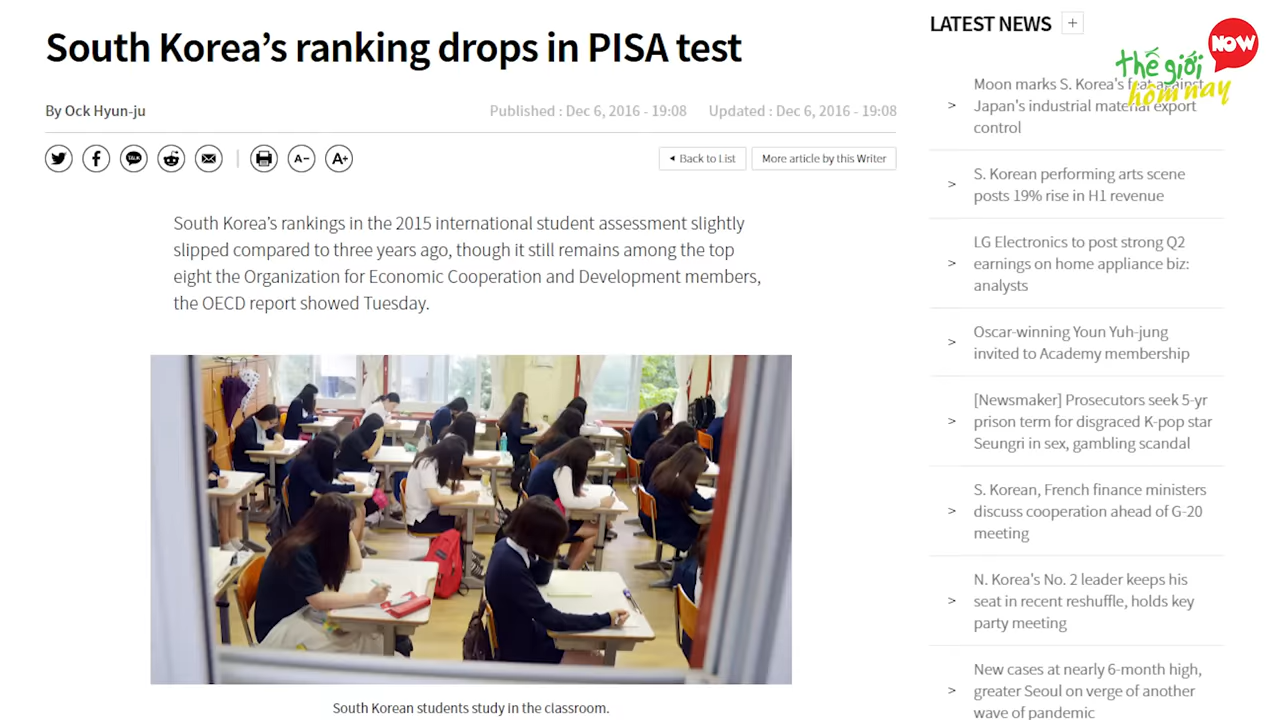 South Korea's ranking drops in PISA test
By Ock Hyun-ju
Published : Dec 6, 2016 - 19:08
Updated : Dec 6, 2016 - 19:08
TALK
A-
A+
Back to List
More article by this Writer
South Korea's rankings in the 2015 international student assessment slightly
slipped compared to three years ago, though it still remains among the top
eight the Organization for Economic Cooperation and Development members,
the OECD report showed Tuesday.
South Korean students study in the classroom.
LATEST NEWS +
thế giới
hôm nay
NOW
> Moon marks S. Korea's feat against
Japan's industrial material export
control
> S. Korean performing arts scene
posts 19% rise in H1 revenue
> LG Electronics to post strong Q2
earnings on home appliance biz:
analysts
> Oscar-winning Youn Yuh-jung
invited to Academy membership
> [Newsmaker] Prosecutors seek 5-yr
prison term for disgraced K-pop star
Seungri in sex, gambling scandal
> S. Korean, French finance ministers
discuss cooperation ahead of G-20
meeting
> N. Korea's No. 2 leader keeps his
seat in recent reshuffle, holds key
party meeting
> New cases at nearly 6-month high,
greater Seoul on verge of another
wave of pandemic